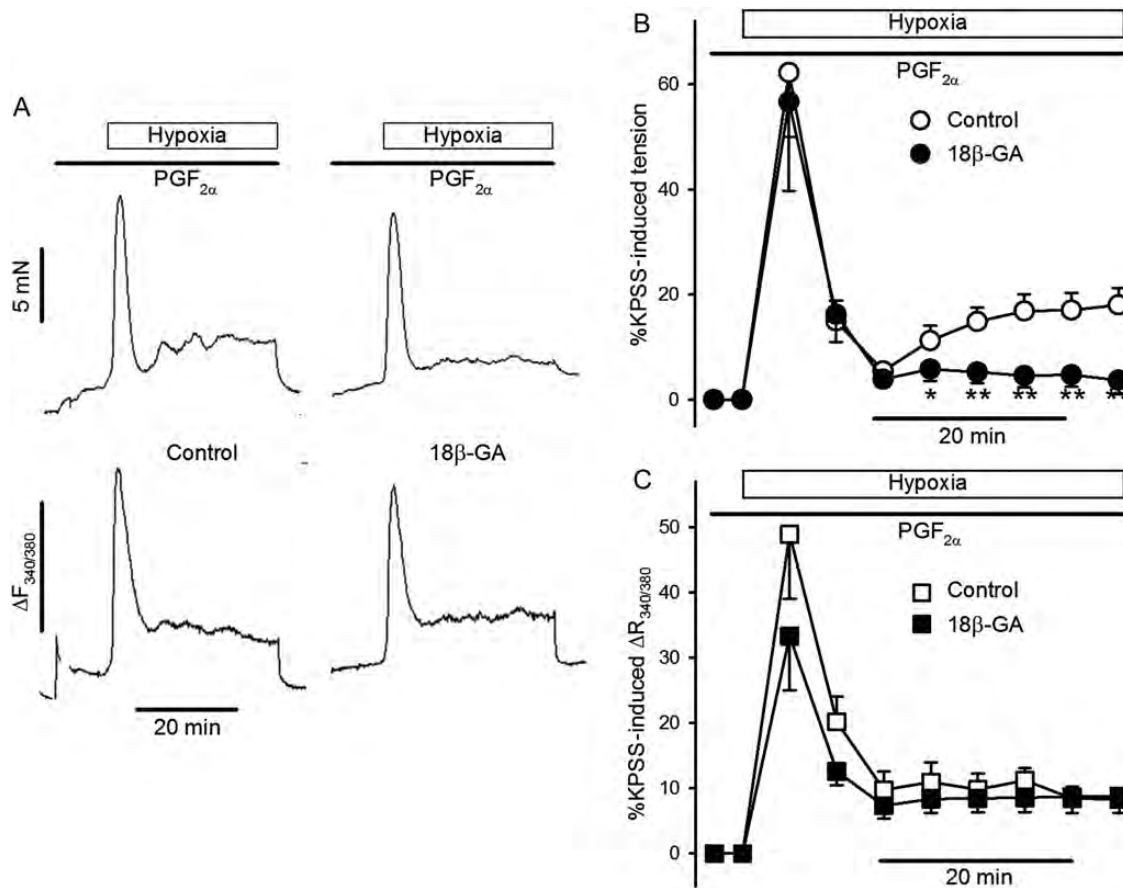 A
Hypoxia
Hypoxia
PGF2α
PGF2α
5 mN
Control
18β-GA
ΔF340/380
20 min
B
Hypoxia
PGF2α
Control
18β-GA
%KPSS-induced tension
60
40
20
0
* ** ** ** **
20 min
C
Hypoxia
PGF2α
Control
18β-GA
%KPSS-induced ΔR340/380
50
40
30
20
10
0
20 min